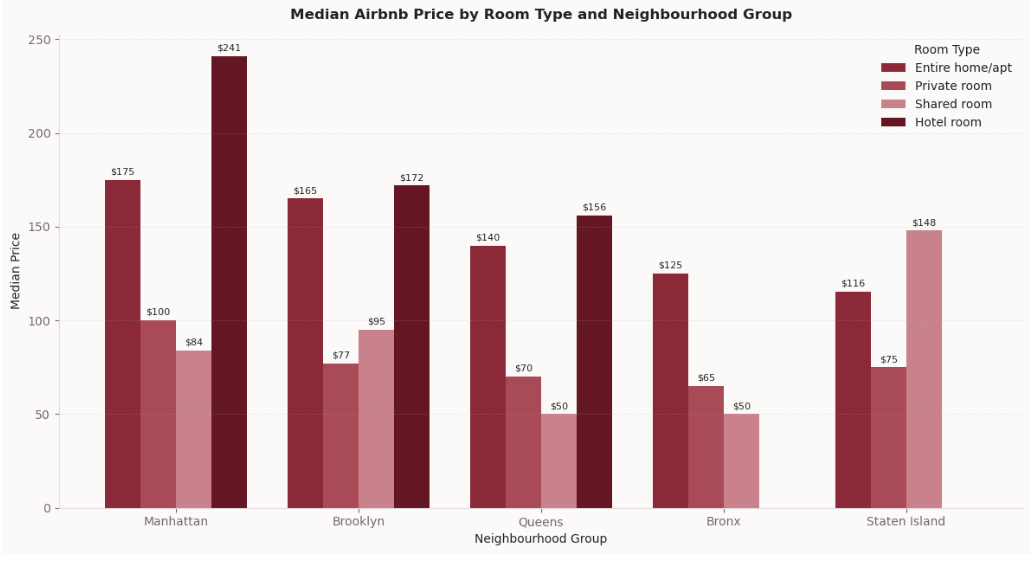 Median Airbnb Price by Room Type and Neighbourhood Group
Room Type
Entire home/apt
Private room
Shared room
Hotel room
Median Price
250
200
150
100
50
0
$175
$100
$84
$241
$165
$77
$95
$172
$140
$70
$50
$156
$125
$65
$50
$116
$75
$148
Manhattan
Brooklyn
Queens
Bronx
Staten Island
Neighbourhood Group